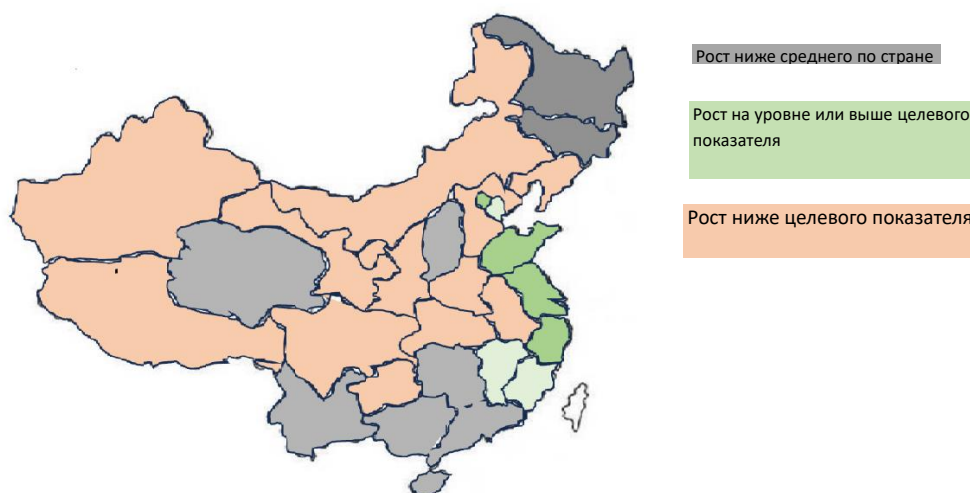 Рост ниже среднего по стране
Рост на уровне или выше целевого
показателя
Рост ниже целевого показателя